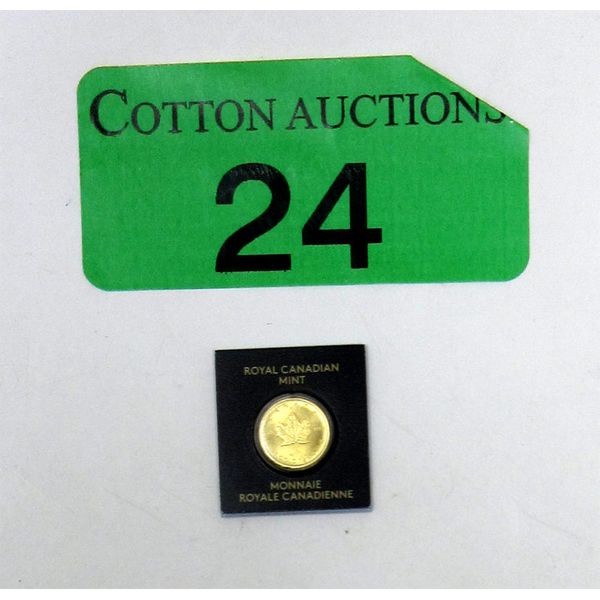 COTTON AUCTIONS
24
ROYAL CANADIAN
MINT
MONNAIE
ROYALE CANADIENNE